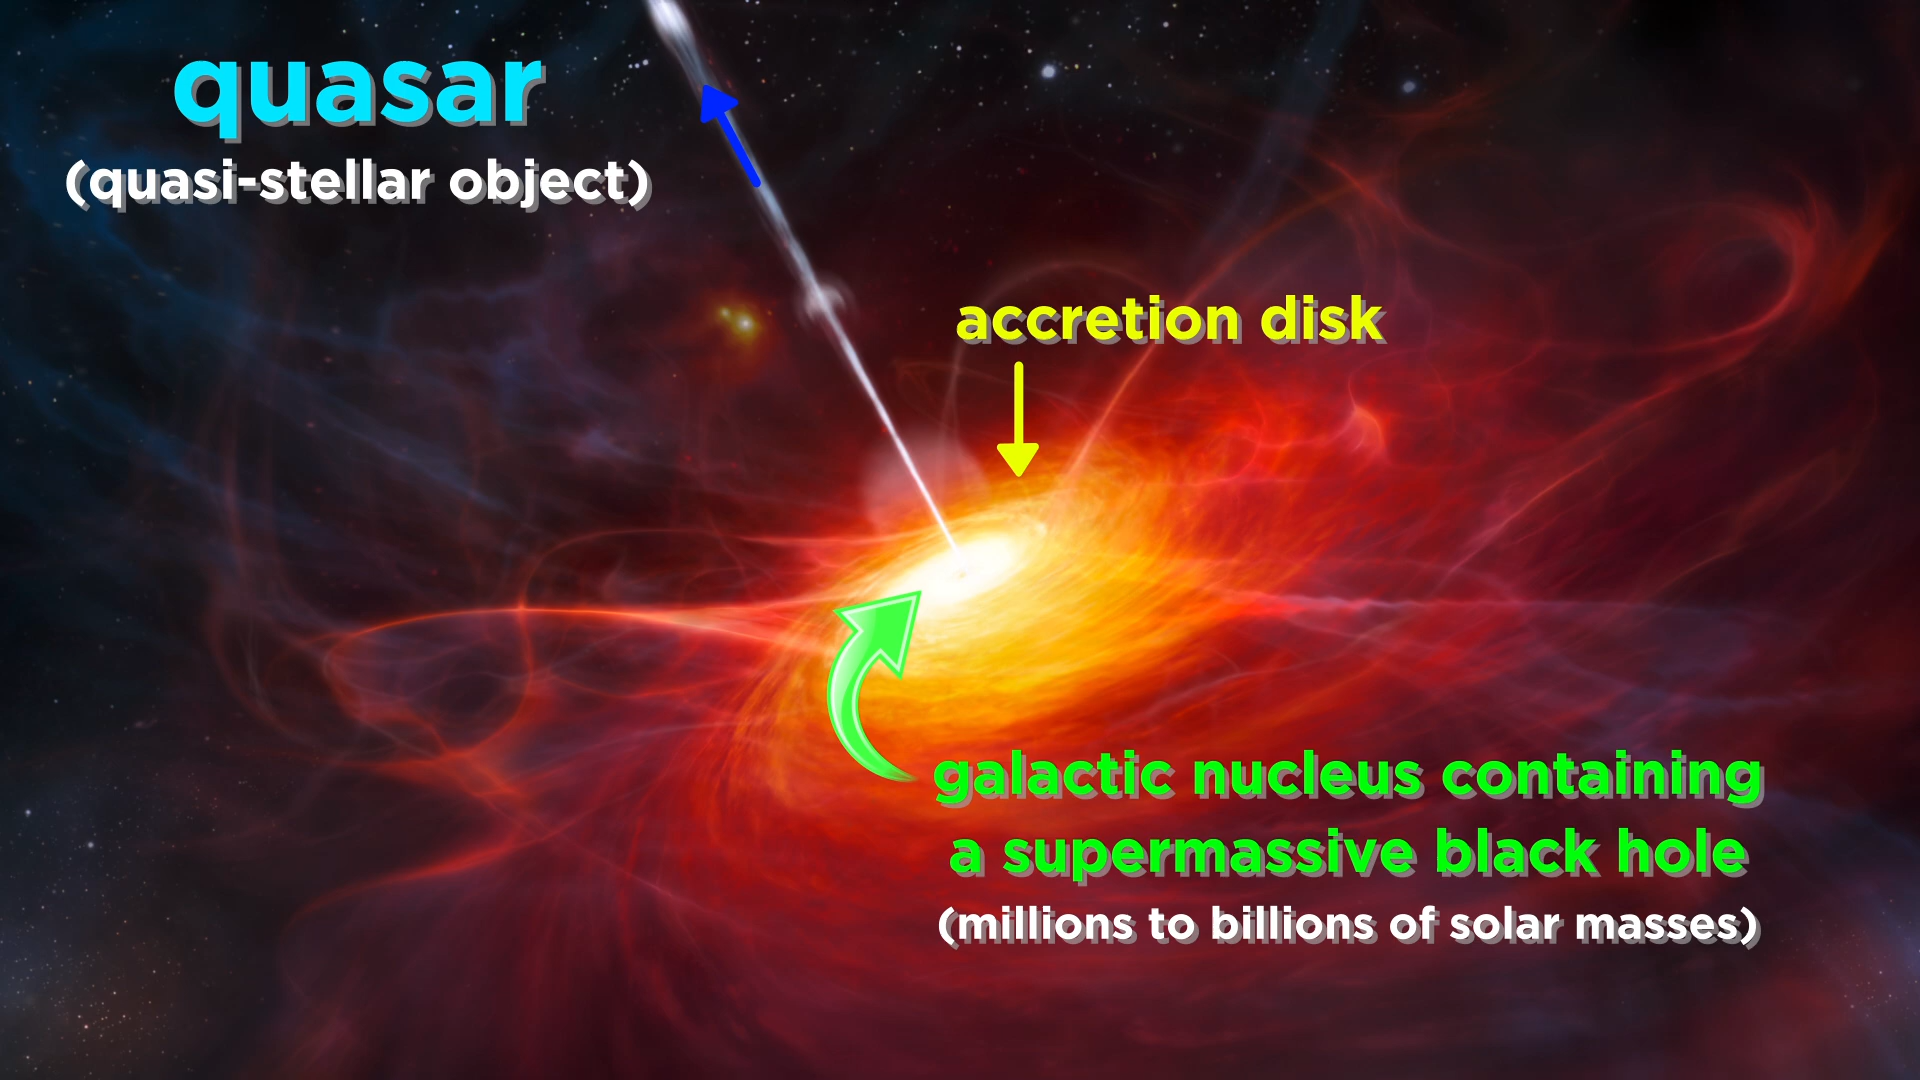 quasar
(quasi-stellar object)
accretion disk
galactic nucleus containing
a supermassive black hole
(millions to billions of solar masses)